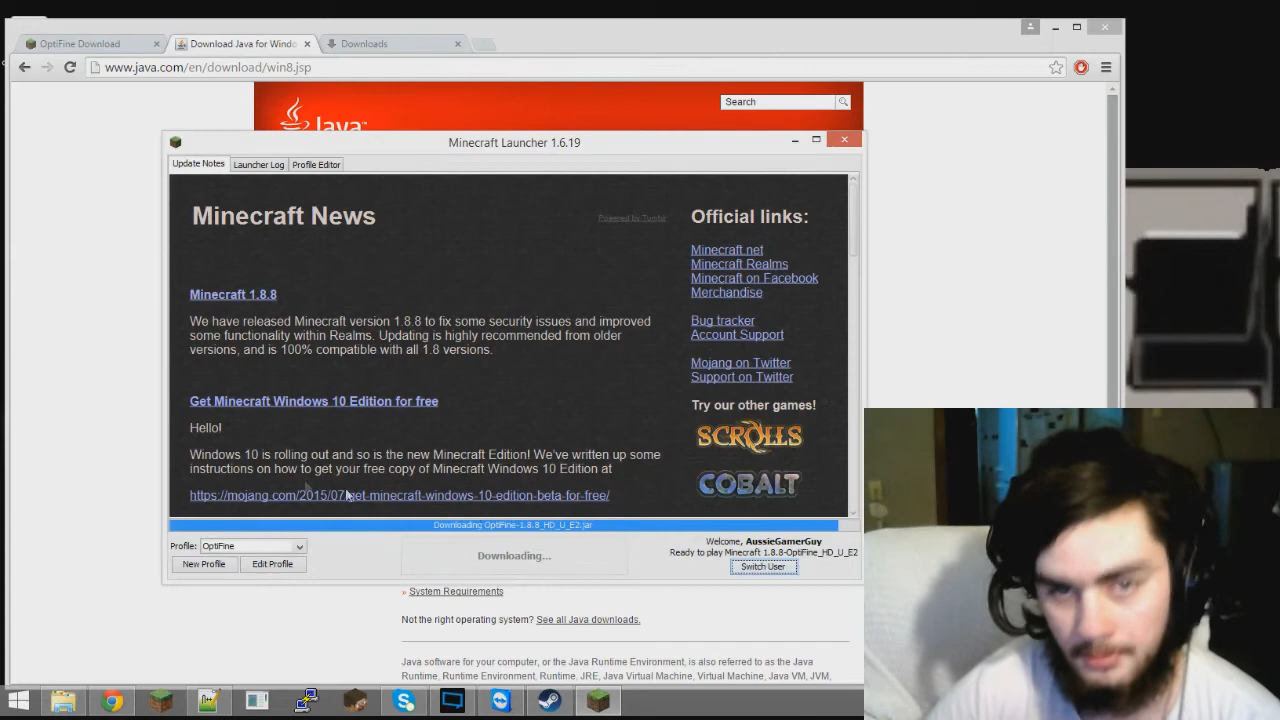 OptiFine Download
Download Java for Windo
Downloads
www.java.com/en/download/win8.jsp
Java
Search
Minecraft Launcher 1.6.19
Update Notes
Launcher Log
Profile Editor
Minecraft News
Powered by Tumblr
Minecraft 1.8.8
We have released Minecraft version 1.8.8 to fix some security issues and improved
some functionality within Realms. Updating is highly recommended from older
versions, and is 100% compatible with all 1.8 versions.
Get Minecraft Windows 10 Edition for free
Hello!
Windows 10 is rolling out and so is the new Minecraft Edition! We've written up some
instructions on how to get your free copy of Minecraft Windows 10 Edition at
https://mojang.com/2015/07/get-minecraft-windows-10-edition-beta-for-free/
Official links:
Minecraft.net
Minecraft Realms
Minecraft on Facebook
Merchandise
Bug tracker
Account Support
Mojang on Twitter
Support on Twitter
Try our other games!
SCROLLS
COBALT
Downloading OptiFine-1.8.8_HD_U_E2.jar
Profile:
OptiFine
New Profile
Edit Profile
Downloading...
Welcome, AussieGamerGuy
Ready to play Minecraft 1.8.8-OptiFine_HD_U_E2
Switch User
» System Requirements
Not the right operating system? See all Java downloads.
Java software for your computer, or the Java Runtime Environment, is also referred to as the Java
Runtime, Runtime Environment, Runtime, JRE, Java Virtual Machine, Virtual Machine, Java VM, JVM,